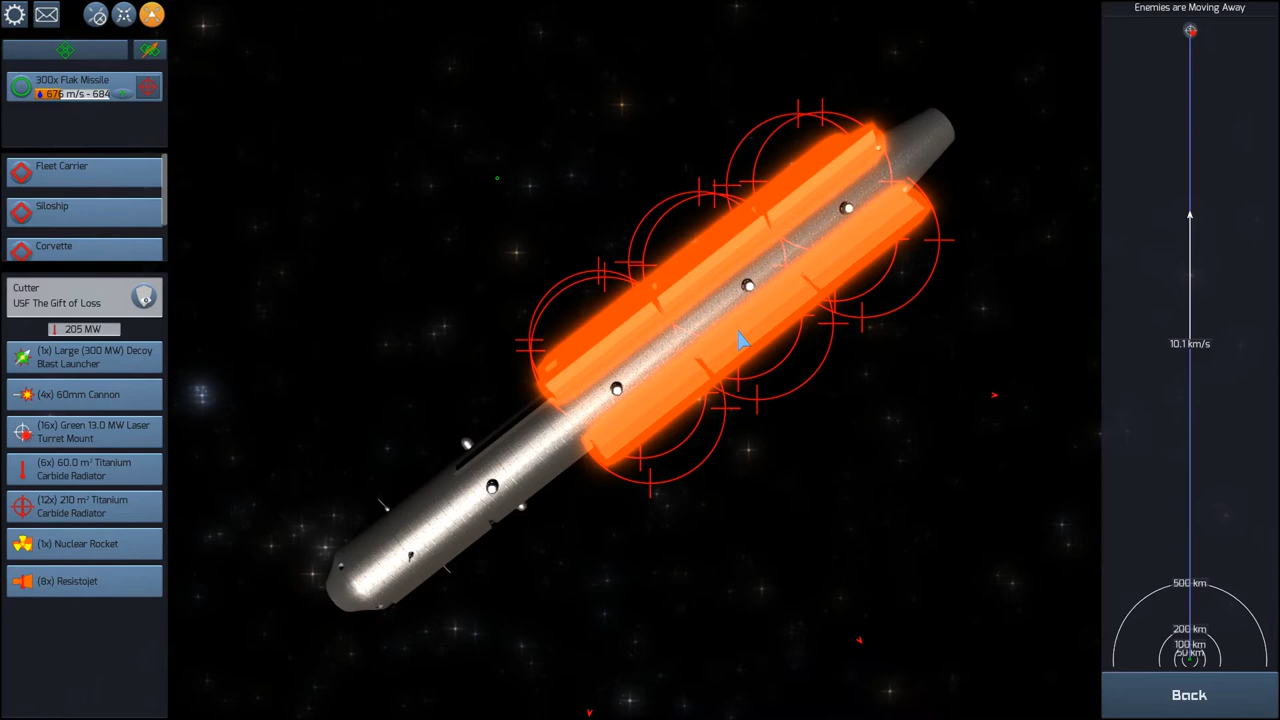 Enemies are Moving Away
300x Flak Missile
676 m/s - 684
Fleet Carrier
Siloship
Corvette
Cutter
USF The Gift of Loss
205 MW
(1x) Large (300 MW) Decoy
Blast Launcher
(4x) 60mm Cannon
(16x) Green 13.0 MW Laser
Turret Mount
(6x) 60.0 m² Titanium
Carbide Radiator
(12x) 210 m² Titanium
Carbide Radiator
(1x) Nuclear Rocket
(8x) Resistojet
10.1 km/s
500 km
200 km
100 km
50 km
Back